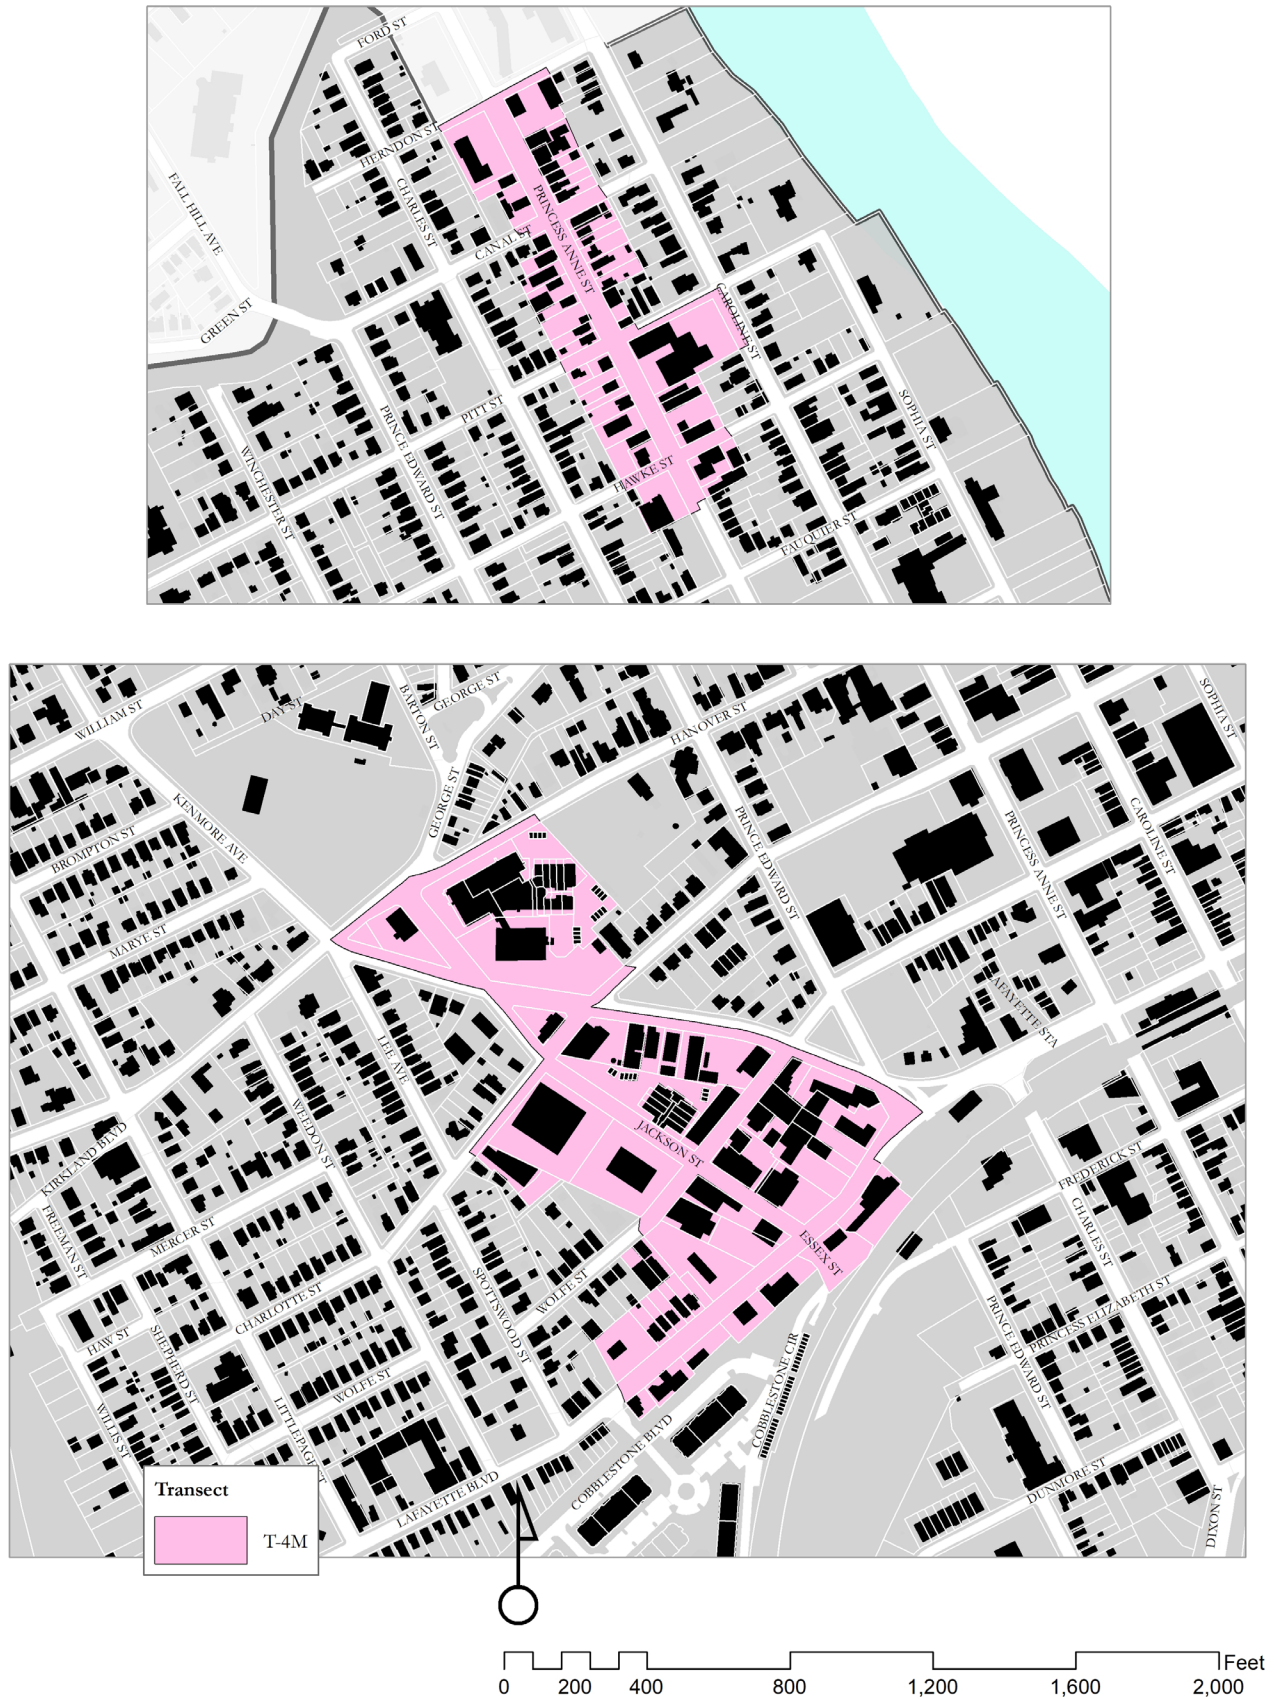 FORD ST
HERNDON ST
CHARLES ST
FALL HILL AVE
PRINCESS ANNE ST
CANAL ST
GREEN ST
CAROLINE ST
PITT ST
PRINCE EDWARD ST
SOPHIA ST
WINCHESTER ST
HAWKE ST
FAUQUIER ST
WILLIAM ST
DAY ST
BARTON ST
GEORGE ST
HANOVER ST
SOPHIA ST
KENMORE AVE
GEORGE ST
BROMPTON ST
PRINCE EDWARD ST
PRINCESS ANNE ST
CAROLINE ST
MARYE ST
LAFAYETTE STA
LEE AVE
WEEDON ST
JACKSON ST
KIRKLAND BLVD
FREDERICK ST
FREEMAN ST
MERCER ST
CHARLES ST
ESSEX ST
SPOTTSWOOD ST
WOLFE ST
CHARLOTTE ST
PRINCESS ELIZABETH ST
PRINCE EDWARD ST
HAW ST
SHEPHERD ST
WOLFE ST
COBBLESTONE CIR
WILLIS ST
COBBLESTONE BLVD
LAFAYETTE BLVD
DUNMORE ST
DIXON ST
Transect
T-4M
Feet
0 200 400 800 1,200 1,600 2,000